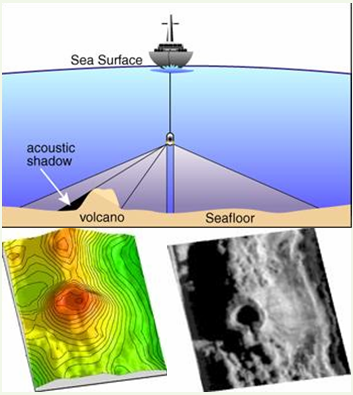 Sea Surface
acoustic
shadow
volcano
Seafloor